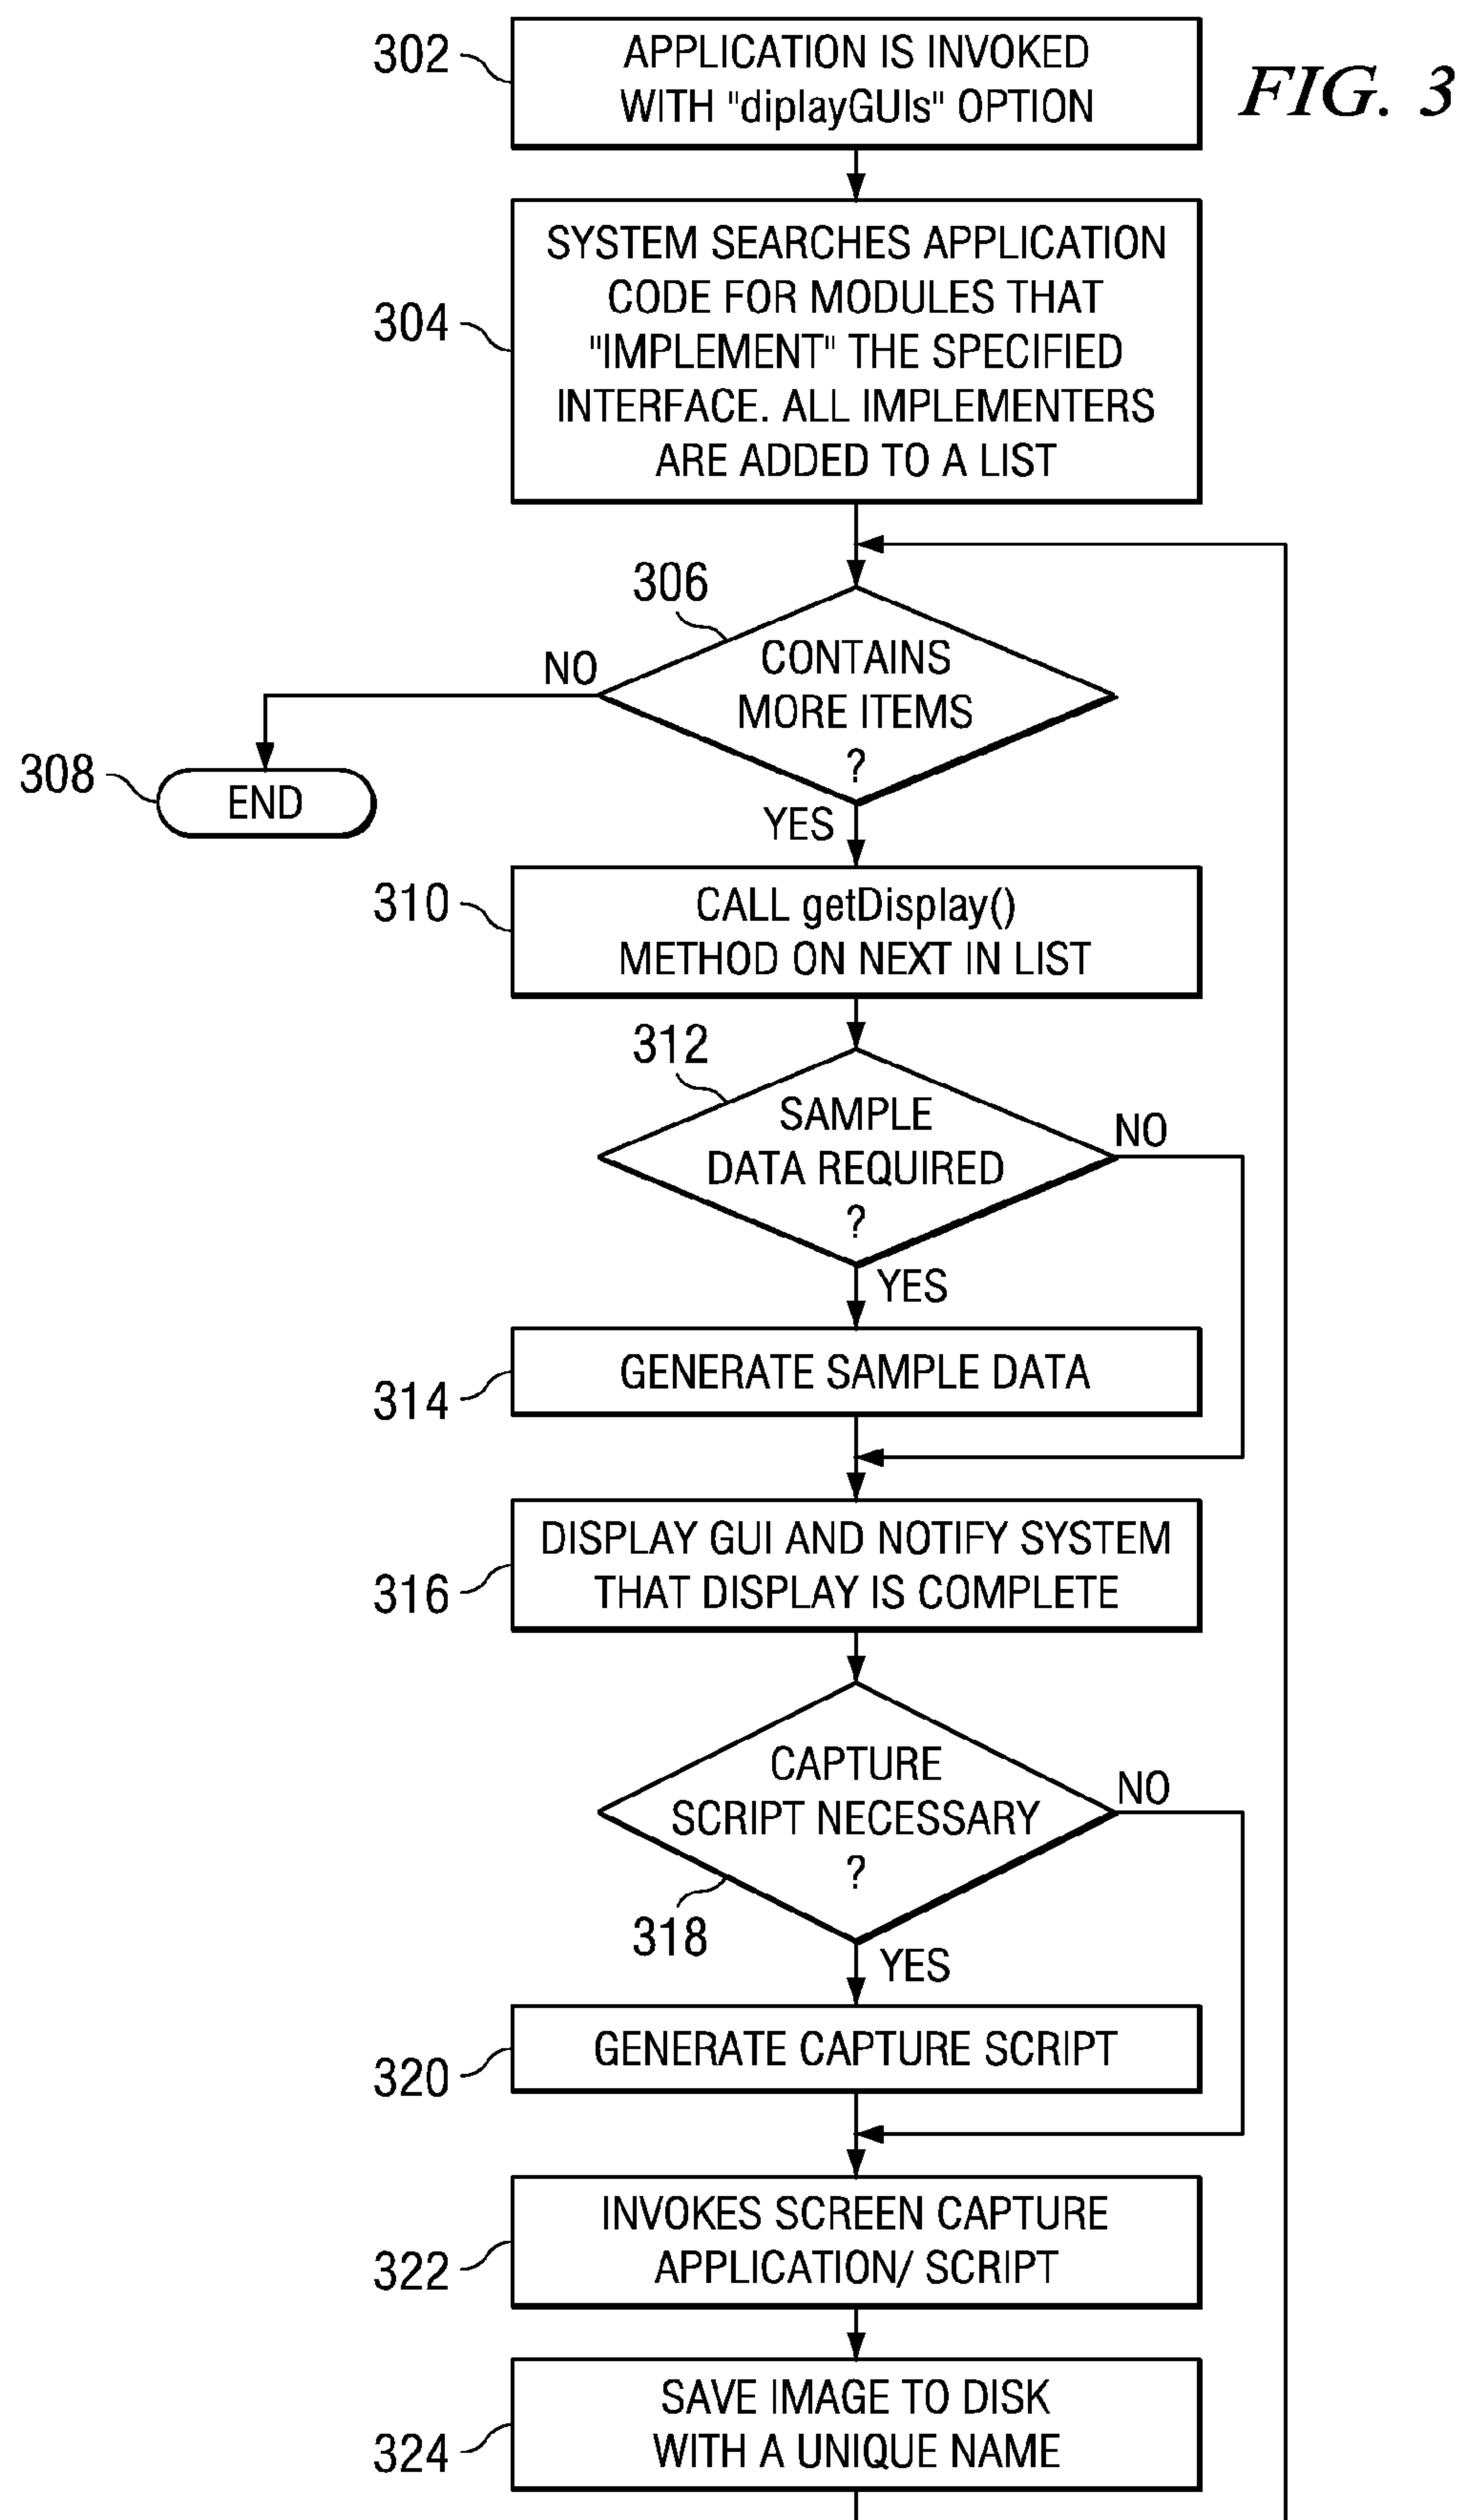 FIG. 3
302
APPLICATION IS INVOKED
WITH "diplayGUIs" OPTION
304
SYSTEM SEARCHES APPLICATION
CODE FOR MODULES THAT
"IMPLEMENT" THE SPECIFIED
INTERFACE. ALL IMPLEMENTERS
ARE ADDED TO A LIST
306
CONTAINS
MORE ITEMS
?
NO
308
END
YES
310
CALL getDisplay()
METHOD ON NEXT IN LIST
312
SAMPLE
DATA REQUIRED
?
NO
YES
314
GENERATE SAMPLE DATA
316
DISPLAY GUI AND NOTIFY SYSTEM
THAT DISPLAY IS COMPLETE
CAPTURE
SCRIPT NECESSARY
?
NO
318
YES
320
GENERATE CAPTURE SCRIPT
322
INVOKES SCREEN CAPTURE
APPLICATION/ SCRIPT
324
SAVE IMAGE TO DISK
WITH A UNIQUE NAME